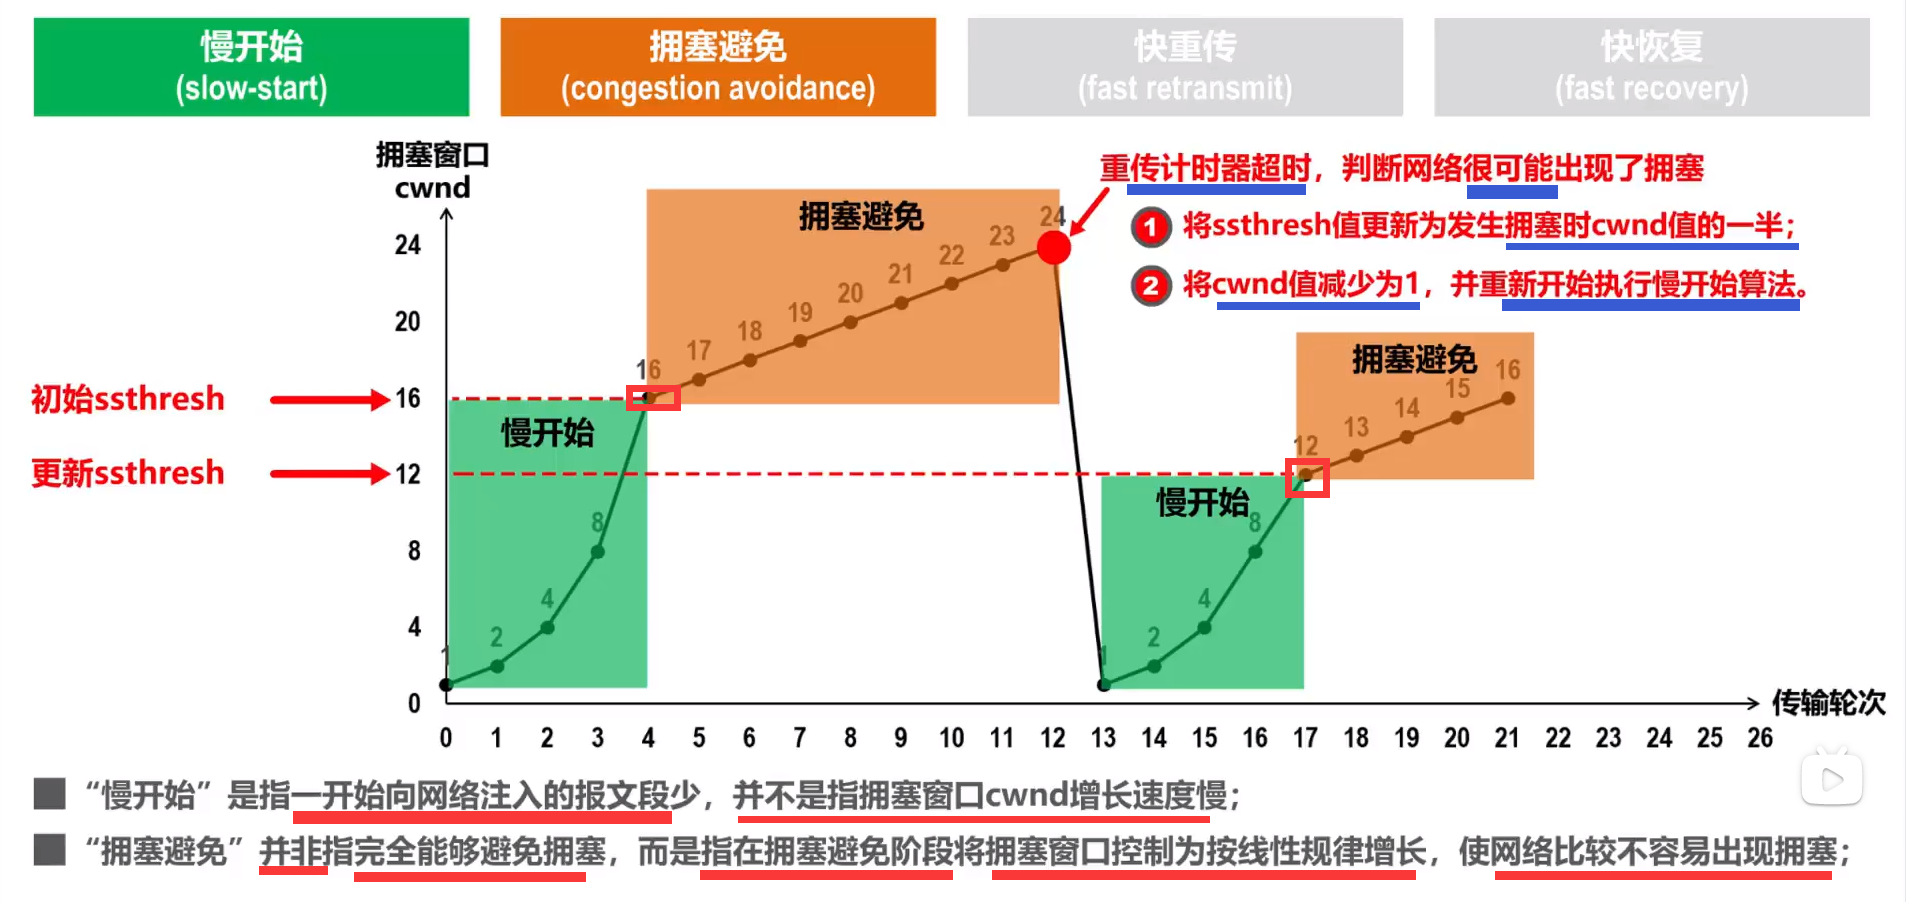 慢开始
(slow-start)
拥塞避免
(congestion avoidance)
快重传
(fast retransmit)
快恢复
(fast recovery)
拥塞窗口
cwnd
重传计时器超时，判断网络很可能出现了拥塞
1 将ssthresh值更新为发生拥塞时cwnd值的一半；
2 将cwnd值减少为1，并重新开始执行慢开始算法。
拥塞避免
24
23
22
21
20
19
18
17
16
24
20
初始ssthresh
16
更新ssthresh
12
8
4
0
慢开始
8
4
2
1
拥塞避免
16
15
14
13
12
慢开始
8
4
2
1
传输轮次
0 1 2 3 4 5 6 7 8 9 10 11 12 13 14 15 16 17 18 19 20 21 22 23 24 25 26
“慢开始”是指一开始向网络注入的报文段少，并不是指拥塞窗口cwnd增长速度慢；
“拥塞避免”并非指完全能够避免拥塞，而是指在拥塞避免阶段将拥塞窗口控制为按线性规律增长，使网络比较不容易出现拥塞；